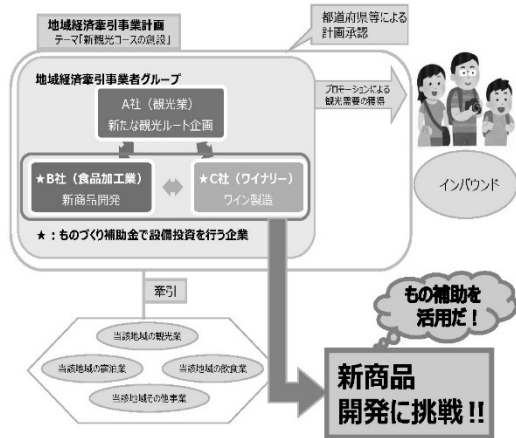 地域経済牽引事業計画
テーマ「新観光コースの創設」
都道府県等による
計画承認
地域経済牽引事業者グループ
A社（観光業）
新たな観光ルート企画
プロモーションによる
観光需要の獲得
★B社（食品加工業）
新商品開発
★C社（ワイナリー）
ワイン製造
インバウンド
★：ものづくり補助金で設備投資を行う企業
牽引
もの補助を
活用だ！
当該地域の観光業
当該地域の宿泊業
当該地域の飲食業
当該地域その他事業
新商品
開発に挑戦!!